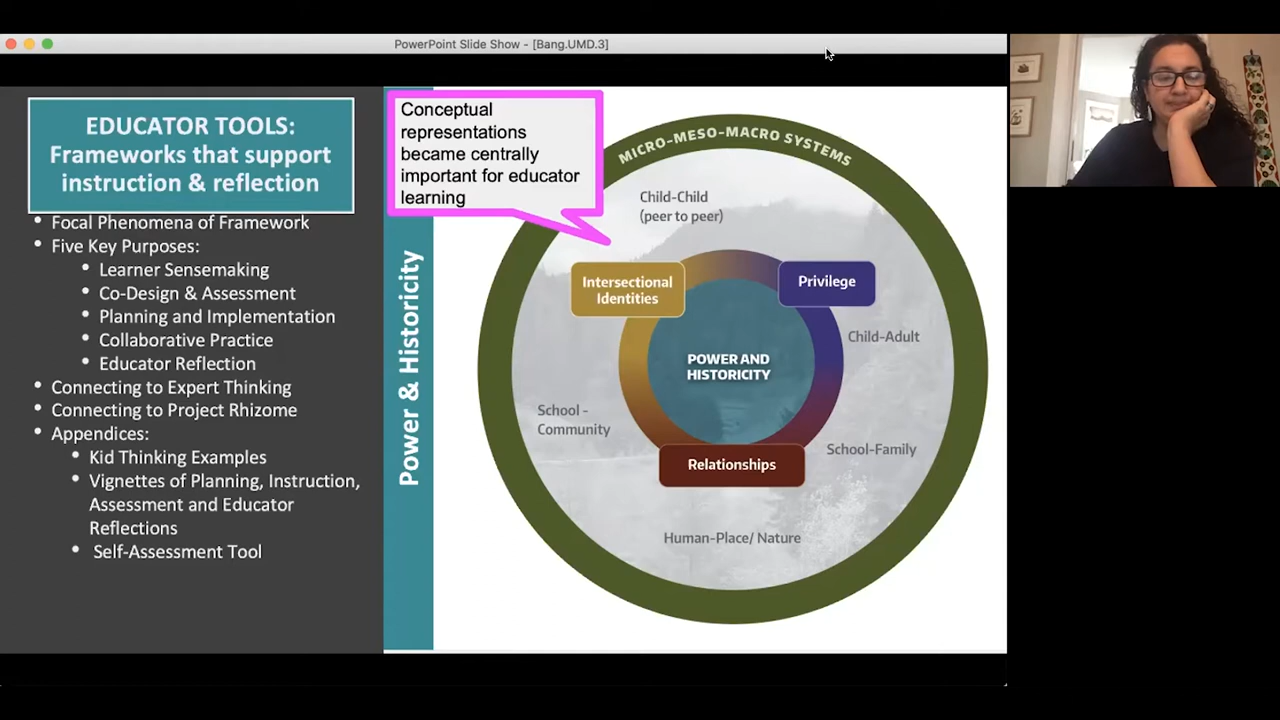 PowerPoint Slide Show - [Bang.UMD.3]
EDUCATOR TOOLS:
Frameworks that support
instruction & reflection
• Focal Phenomena of Framework
• Five Key Purposes:
• Learner Sensemaking
• Co-Design & Assessment
• Planning and Implementation
• Collaborative Practice
• Educator Reflection
• Connecting to Expert Thinking
• Connecting to Project Rhizome
• Appendices:
• Kid Thinking Examples
• Vignettes of Planning, Instruction,
Assessment and Educator
Reflections
• Self-Assessment Tool
Power & Historicity
Conceptual
representations
became centrally
important for educator
learning
MICRO-MESO-MACRO SYSTEMS
Child-Child
(peer to peer)
Intersectional
Identities
Privilege
Child-Adult
POWER AND
HISTORICITY
School -
Community
School-Family
Relationships
Human-Place/ Nature